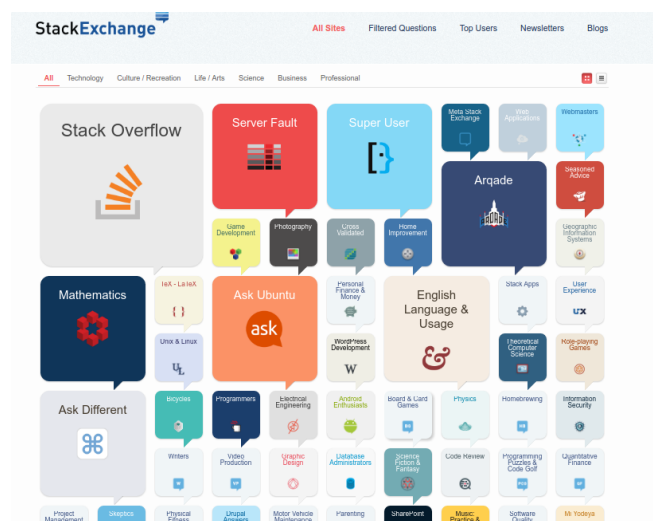 StackExchange
All Sites Filtered Questions Top Users Newsletters Blogs
All Technology Culture / Recreation Life / Arts Science Business Professional
Stack Overflow
Server Fault
Super User
Meta Stack
Exchange
Web
Applications
Webmasters
Arqade
Seasoned
Advice
Game
Development
Photography
Cross
Validated
Home
Improvement
Geographic
Information
Systems
Mathematics
TeX - LaTeX
{ }
Ask Ubuntu
ask
Personal
Finance &
Money
English
Language &
Usage
&
Stack Apps
User
Experience
UX
Unix & Linux
UL
WordPress
Development
W
Theoretical
Computer
Science
Role-playing
Games
Ask Different
⌘
Bicycles
Programmers
Electrical
Engineering
Android
Enthusiasts
Board & Card
Games
Physics
Homebrewing
Information
Security
Writers
Video
Production
Graphic
Design
Database
Administrators
Science
Fiction &
Fantasy
Code Review
Programming
Puzzles &
Code Golf
Quantitative
Finance
Project
Management
Skeptics
Physical
Fitness
Drupal
Answers
Motor Vehicle
Maintenance
Parenting
SharePoint
Music:
Practice &
Software
Quality
Mi Yodeya